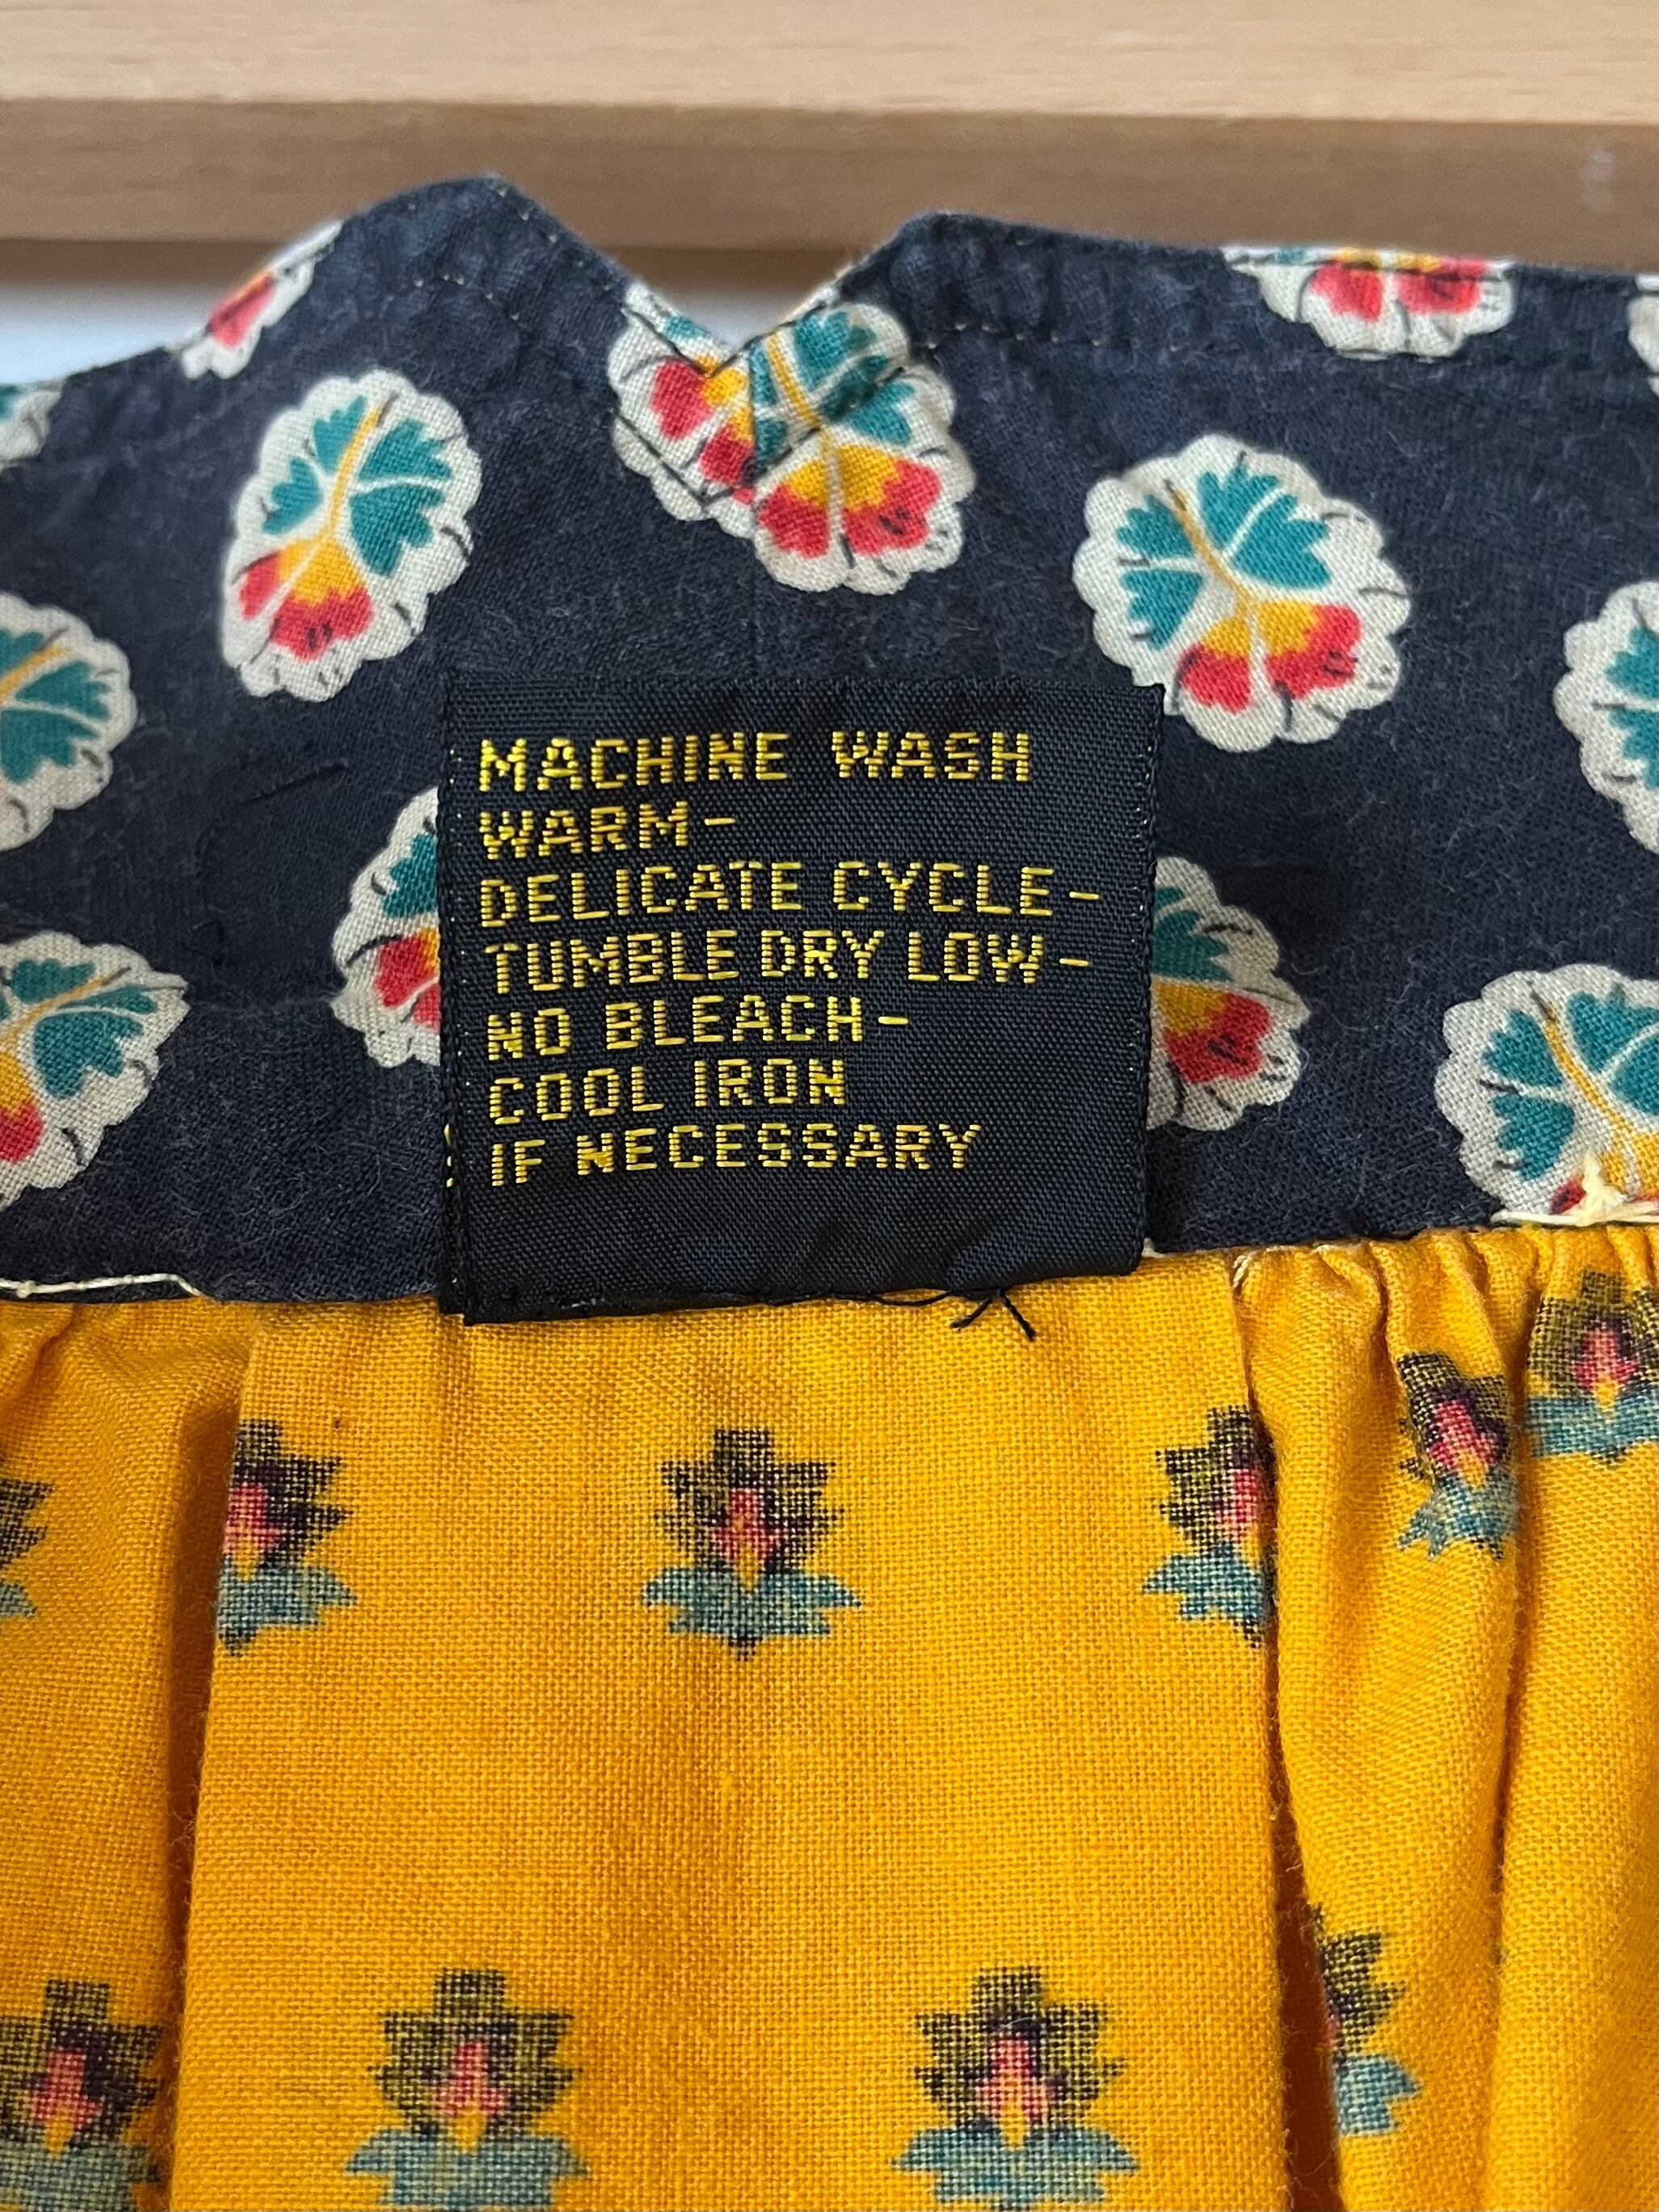 MACHINE WASH
WARM-
DELICATE CYCLE-
TUMBLE DRY LOW-
NO BLEACH-
COOL IRON
IF NECESSARY